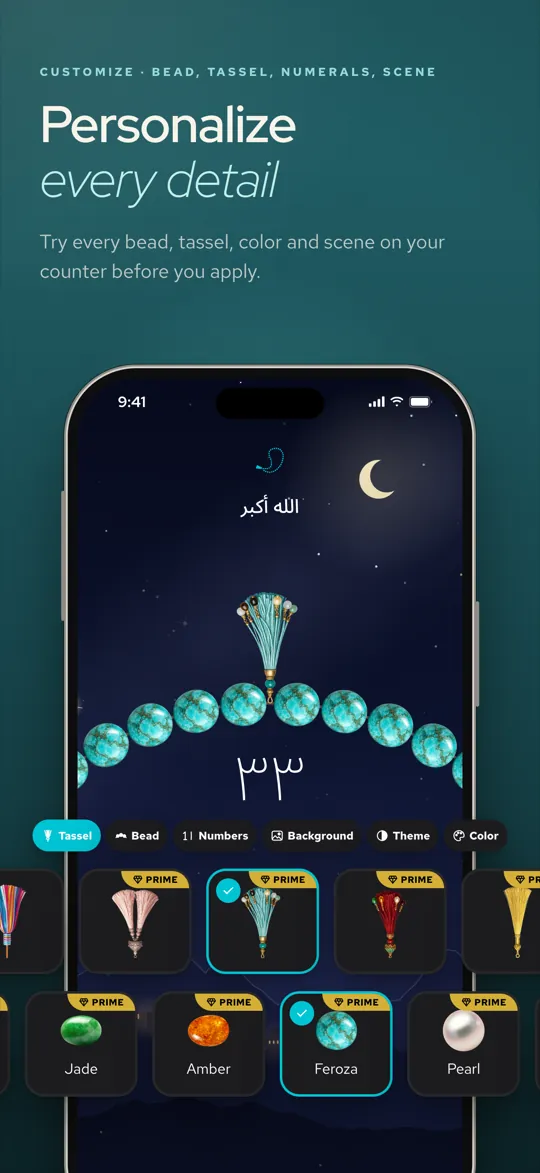 CUSTOMIZE · BEAD, TASSEL, NUMERALS, SCENE
Personalize
every detail
Try every bead, tassel, color and scene on your
counter before you apply.
9:41
الله أكبر
٣٣
Tassel Bead Numbers Background Theme Color
PRIME PRIME PRIME
PRIME PRIME PRIME PRIME
Jade Amber Feroza Pearl